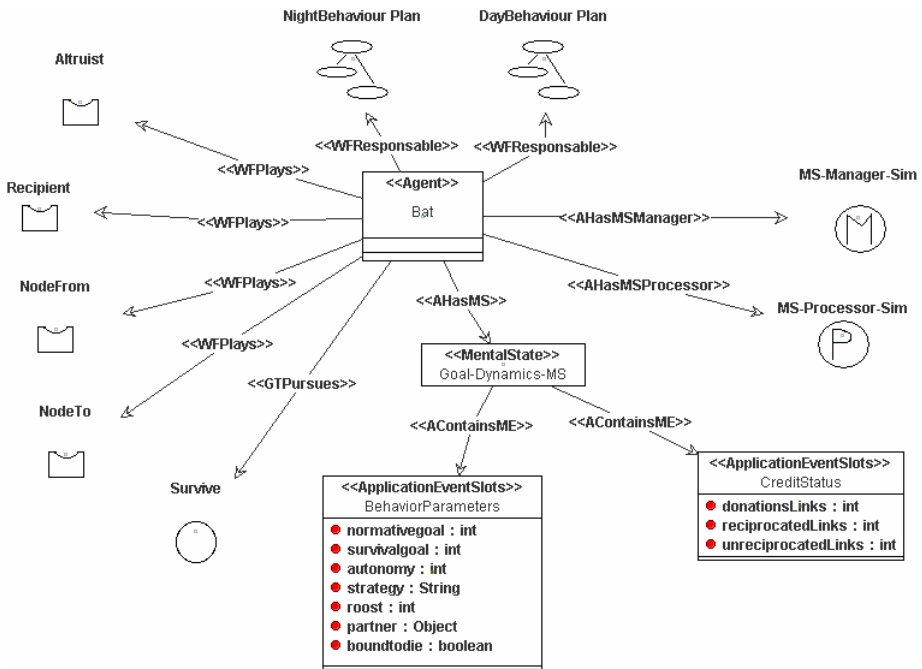 NightBehaviour Plan
DayBehaviour Plan
Altruist
<<WFResponsable>>
<<WFResponsable>>
<<WFPlays>>
<<Agent>>
Bat
MS-Manager-Sim
Recipient
<<WFPlays>>
<<AHasMSManager>>
M
NodeFrom
<<WFPlays>>
<<AHasMSProcessor>>
<<AHasMS>>
MS-Processor-Sim
P
<<WFPlays>>
<<MentalState>>
Goal-Dynamics-MS
<<GTPursues>>
NodeTo
<<AContainsME>>
<<AContainsME>>
Survive
<<ApplicationEventSlots>>
BehaviorParameters
normativegoal : int
survivalgoal : int
autonomy : int
strategy : String
roost : int
partner : Object
boundtodie : boolean
<<ApplicationEventSlots>>
CreditStatus
donationsLinks : int
reciprocatedLinks : int
unreciprocatedLinks : int